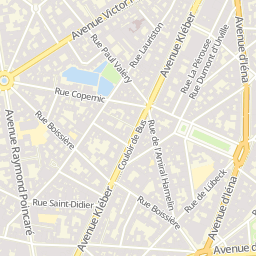 Avenue Victor
Rue Lauriston
Rue Paul Valéry
Avenue Kléber
Rue La Pérouse
Rue Dumont d'Urville
Avenue d'Iéna
Rue Copernic
Rue Boissière
Avenue Raymond Poincaré
Couloir de Bus
Rue de l'Amiral Hamelin
Rue de Lubeck
Avenue d'Iéna
Rue Saint-Didier
Rue Boissière
Avenue Kléber
Avenue d